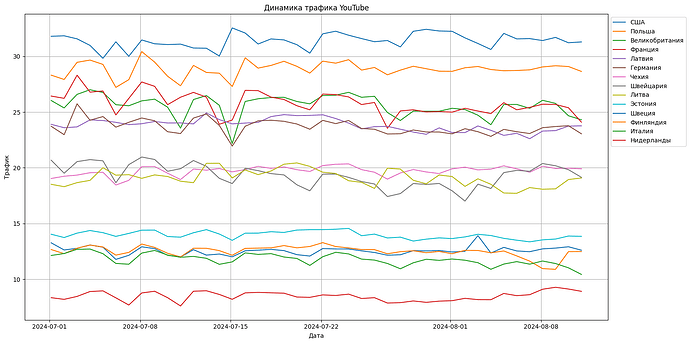 Динамика трафика YouTube
30
25
20
15
10
Трафик
2024-07-01
2024-07-08
2024-07-15
2024-07-22
2024-08-01
2024-08-08
Дата
США
Польша
Великобритания
Франция
Латвия
Германия
Чехия
Швейцария
Литва
Эстония
Швеция
Финляндия
Италия
Нидерланды